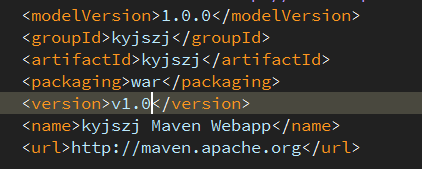 <modelVersion>1.0.0</modelVersion>
<groupId>kyjszj</groupId>
<artifactId>kyjszj</artifactId>
<packaging>war</packaging>
<version>v1.0</version>
<name>kyjszj Maven Webapp</name>
<url>http://maven.apache.org</url>